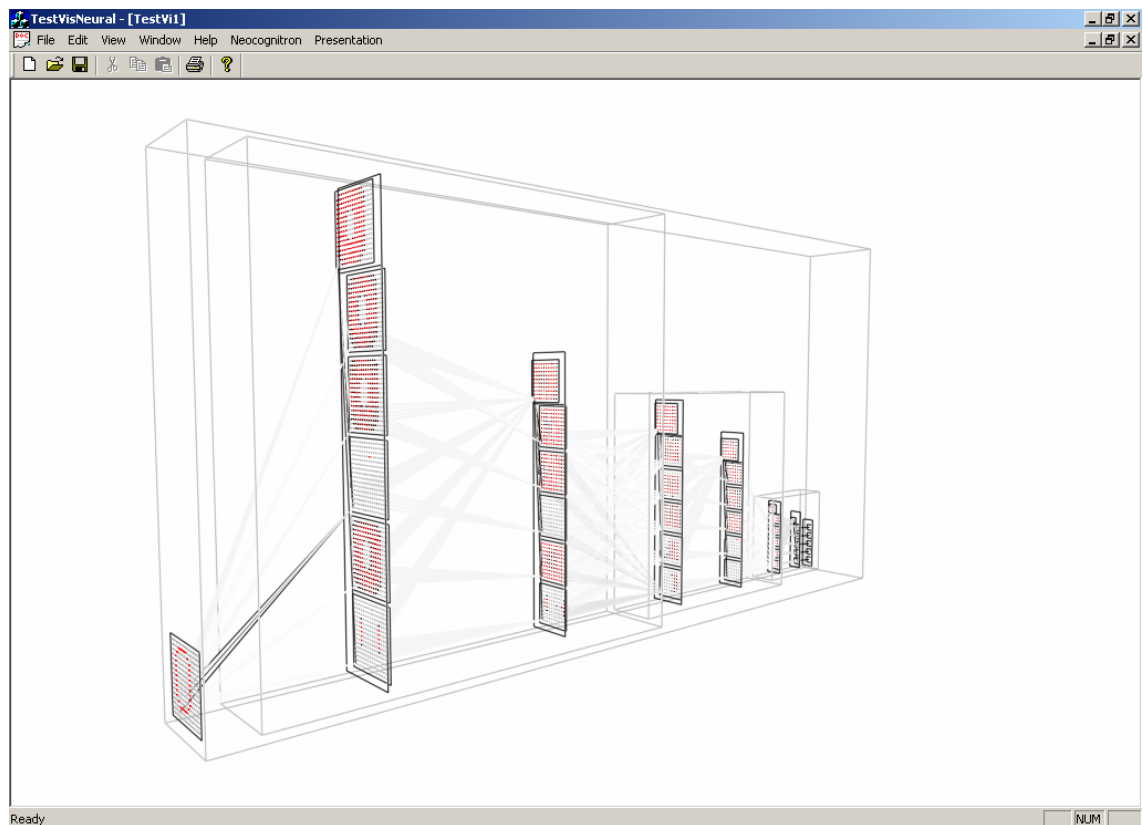 TestVisNeural - [TestVi1]
File Edit View Window Help Neocognitron Presentation
Ready NUM